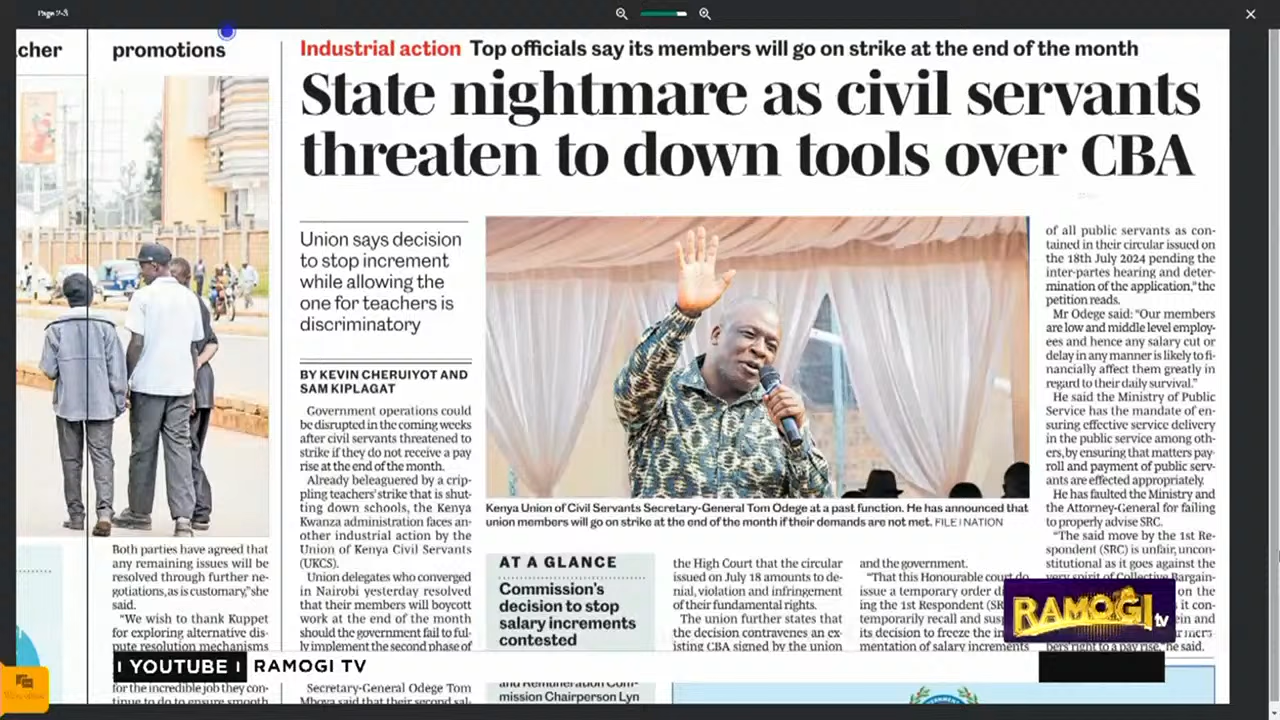 Page 2-3
cher
promotions
Industrial action Top officials say its members will go on strike at the end of the month
State nightmare as civil servants
threaten to down tools over CBA
Union says decision
to stop increment
while allowing the
one for teachers is
discriminatory
BY KEVIN CHERUIYOT AND
SAM KIPLAGAT
Government operations could
be disrupted in the coming weeks
after civil servants threatened to
strike if they do not receive a pay
rise at the end of the month.
Already beleaguered by a crip-
pling teachers' strike that is shut-
ting down schools, the Kenya
Kwanza administration faces an-
other industrial action by the
Union of Kenya Civil Servants
(UKCS).
Union delegates who converged
in Nairobi yesterday resolved
that their members will boycott
work at the end of the month
should the government fail to ful-
ly implement the second phase of
Secretary-General Odege Tom
Mboya said that their second sal-
Kenya Union of Civil Servants Secretary-General Tom Odege at a past function. He has announced that
union members will go on strike at the end of the month if their demands are not met. FILE | NATION
AT A GLANCE
Commission's
decision to stop
salary increments
contested
and Remuneration Com-
mission Chairperson Lyn
the High Court that the circular
issued on July 18 amounts to de-
nial, violation and infringement
of their fundamental rights.
The union further states that
the decision contravenes an ex-
isting CBA signed by the union
and the government.
"That this Honourable court do
issue a temporary order di
ing the 1st Respondent (SR
temporarily recall and susp
its decision to freeze the in
mentation of salary increments
of all public servants as con-
tained in their circular issued on
the 18th July 2024 pending the
inter-partes hearing and deter-
mination of the application," the
petition reads.
Mr Odege said: "Our members
are low and middle level employ-
ees and hence any salary cut or
delay in any manner is likely to fi-
nancially affect them greatly in
regard to their daily survival."
He said the Ministry of Public
Service has the mandate of en-
suring effective service delivery
in the public service among oth-
ers, by ensuring that matters pay-
roll and payment of public serv-
ants are effected appropriately.
He has faulted the Ministry and
the Attorney-General for failing
to properly advise SRC.
"The said move by the 1st Re-
spondent (SRC) is unfair, uncon-
stitutional as it goes against the
very spirit of Collective Bargain-
on the
it con-
ein and
bers right to a pay rise," he said.
Both parties have agreed that
any remaining issues will be
resolved through further ne-
gotiations, as is customary," she
said.
"We wish to thank Kuppet
for exploring alternative dis-
pute resolution mechanisms
for the incredible job they con-
tinue to do to ensure smooth
RAMOGI tv
YOUTUBE RAMOGI TV